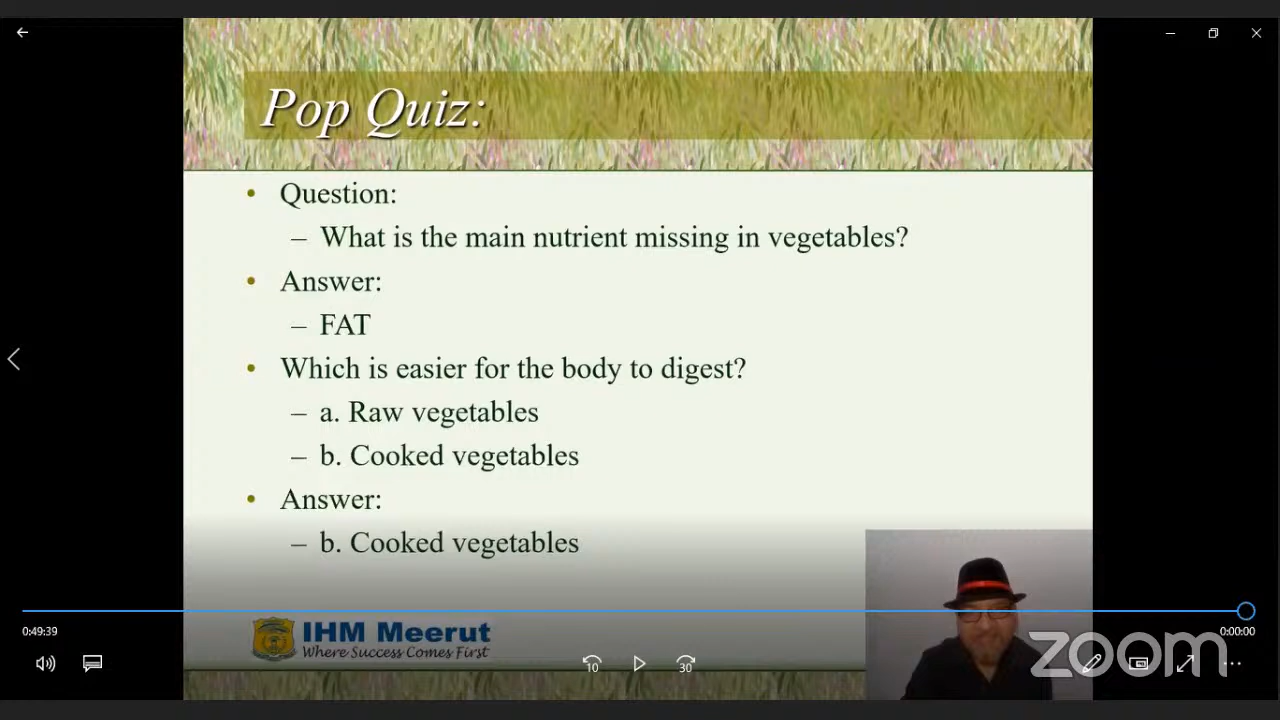 Pop Quiz:
• Question:
– What is the main nutrient missing in vegetables?
• Answer:
– FAT
• Which is easier for the body to digest?
– a. Raw vegetables
– b. Cooked vegetables
• Answer:
– b. Cooked vegetables
IHM Meerut
Where Success Comes First
0:49:39
0:00:00
10
30
zoom